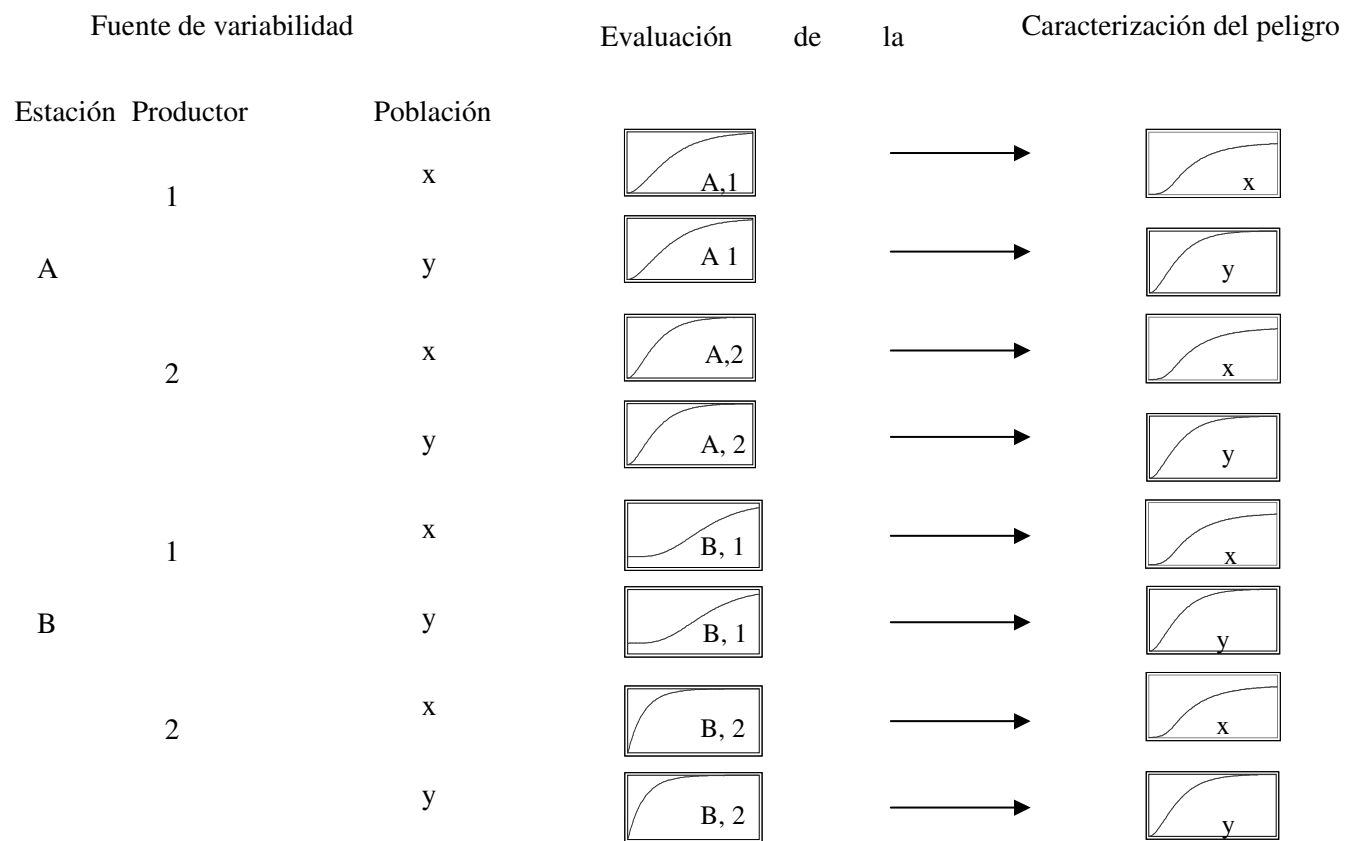 Fuente de variabilidad
Evaluación de la
Caracterización del peligro
Estación Productor Población
x A,1 x
1
A y A 1 y
x A,2 x
2
y A, 2 y
x B, 1 x
1
B y B, 1 y
x B, 2 x
2
y B, 2 y